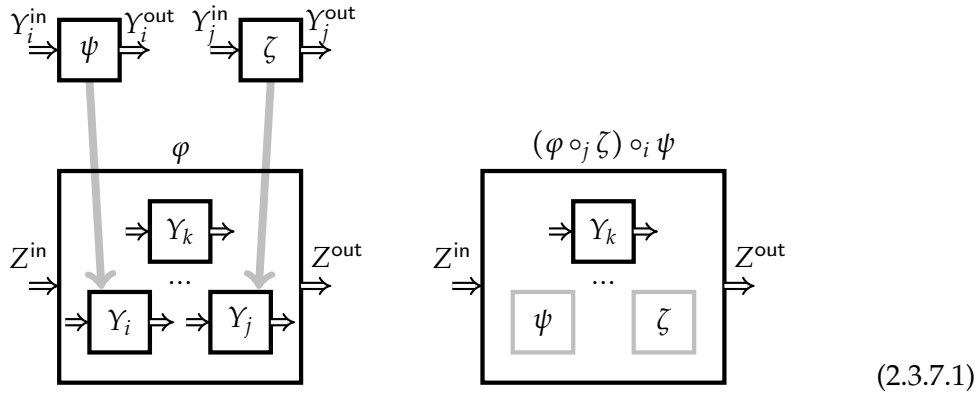 Y_i^in ψ Y_i^out Y_j^in ζ Y_j^out
φ (φ ∘_j ζ) ∘_i ψ
Y_k Y_k
Z^in Z^out Z^in Z^out
... ...
Y_i Y_j ψ ζ
(2.3.7.1)